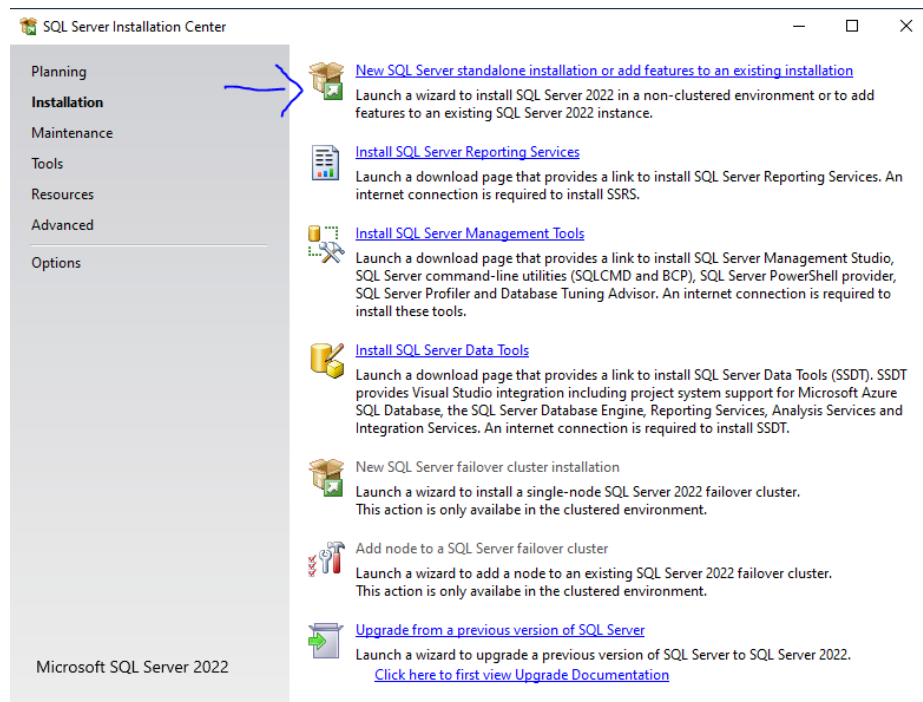 SQL Server Installation Center
Planning
Installation
Maintenance
Tools
Resources
Advanced
Options
Microsoft SQL Server 2022
New SQL Server standalone installation or add features to an existing installation
Launch a wizard to install SQL Server 2022 in a non-clustered environment or to add
features to an existing SQL Server 2022 instance.
Install SQL Server Reporting Services
Launch a download page that provides a link to install SQL Server Reporting Services. An
internet connection is required to install SSRS.
Install SQL Server Management Tools
Launch a download page that provides a link to install SQL Server Management Studio,
SQL Server command-line utilities (SQLCMD and BCP), SQL Server PowerShell provider,
SQL Server Profiler and Database Tuning Advisor. An internet connection is required to
install these tools.
Install SQL Server Data Tools
Launch a download page that provides a link to install SQL Server Data Tools (SSDT). SSDT
provides Visual Studio integration including project system support for Microsoft Azure
SQL Database, the SQL Server Database Engine, Reporting Services, Analysis Services and
Integration Services. An internet connection is required to install SSDT.
New SQL Server failover cluster installation
Launch a wizard to install a single-node SQL Server 2022 failover cluster.
This action is only availabe in the clustered environment.
Add node to a SQL Server failover cluster
Launch a wizard to add a node to an existing SQL Server 2022 failover cluster.
This action is only availabe in the clustered environment.
Upgrade from a previous version of SQL Server
Launch a wizard to upgrade a previous version of SQL Server to SQL Server 2022.
Click here to first view Upgrade Documentation